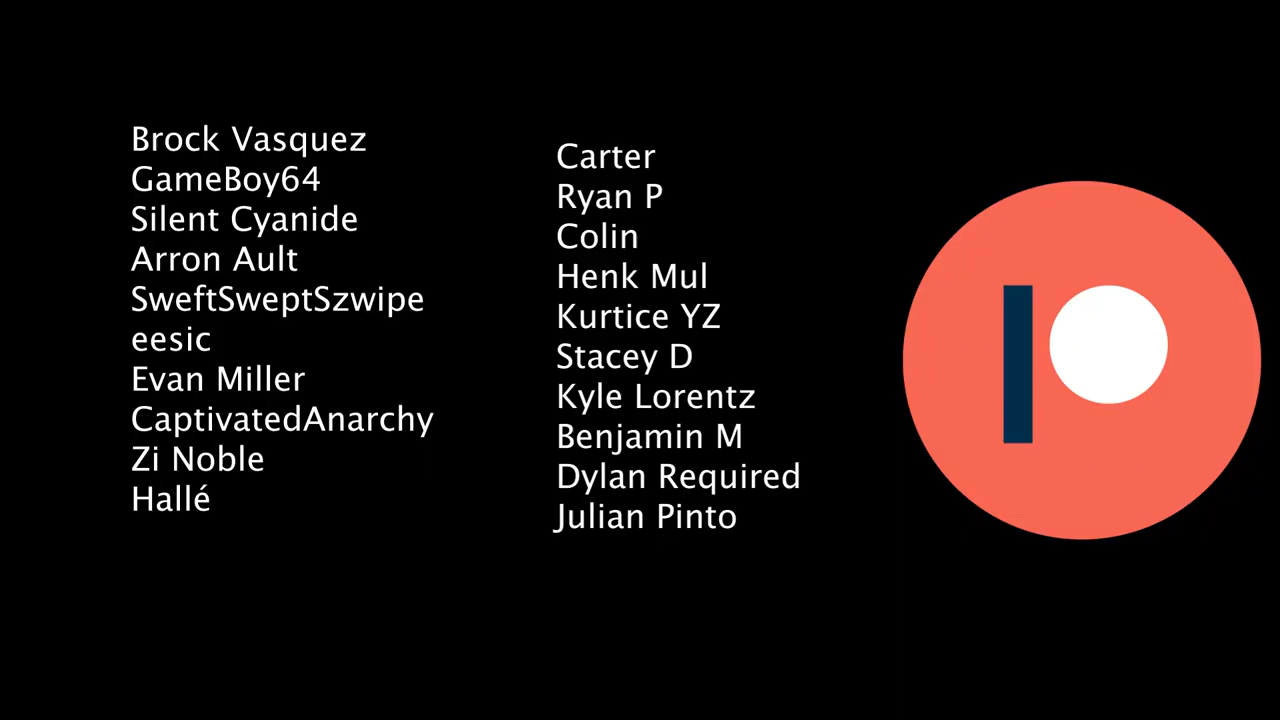 Brock Vasquez
GameBoy64
Silent Cyanide
Arron Ault
SweftSweptSzwipe
eesic
Evan Miller
CaptivatedAnarchy
Zi Noble
Hallé
Carter
Ryan P
Colin
Henk Mul
Kurtice YZ
Stacey D
Kyle Lorentz
Benjamin M
Dylan Required
Julian Pinto